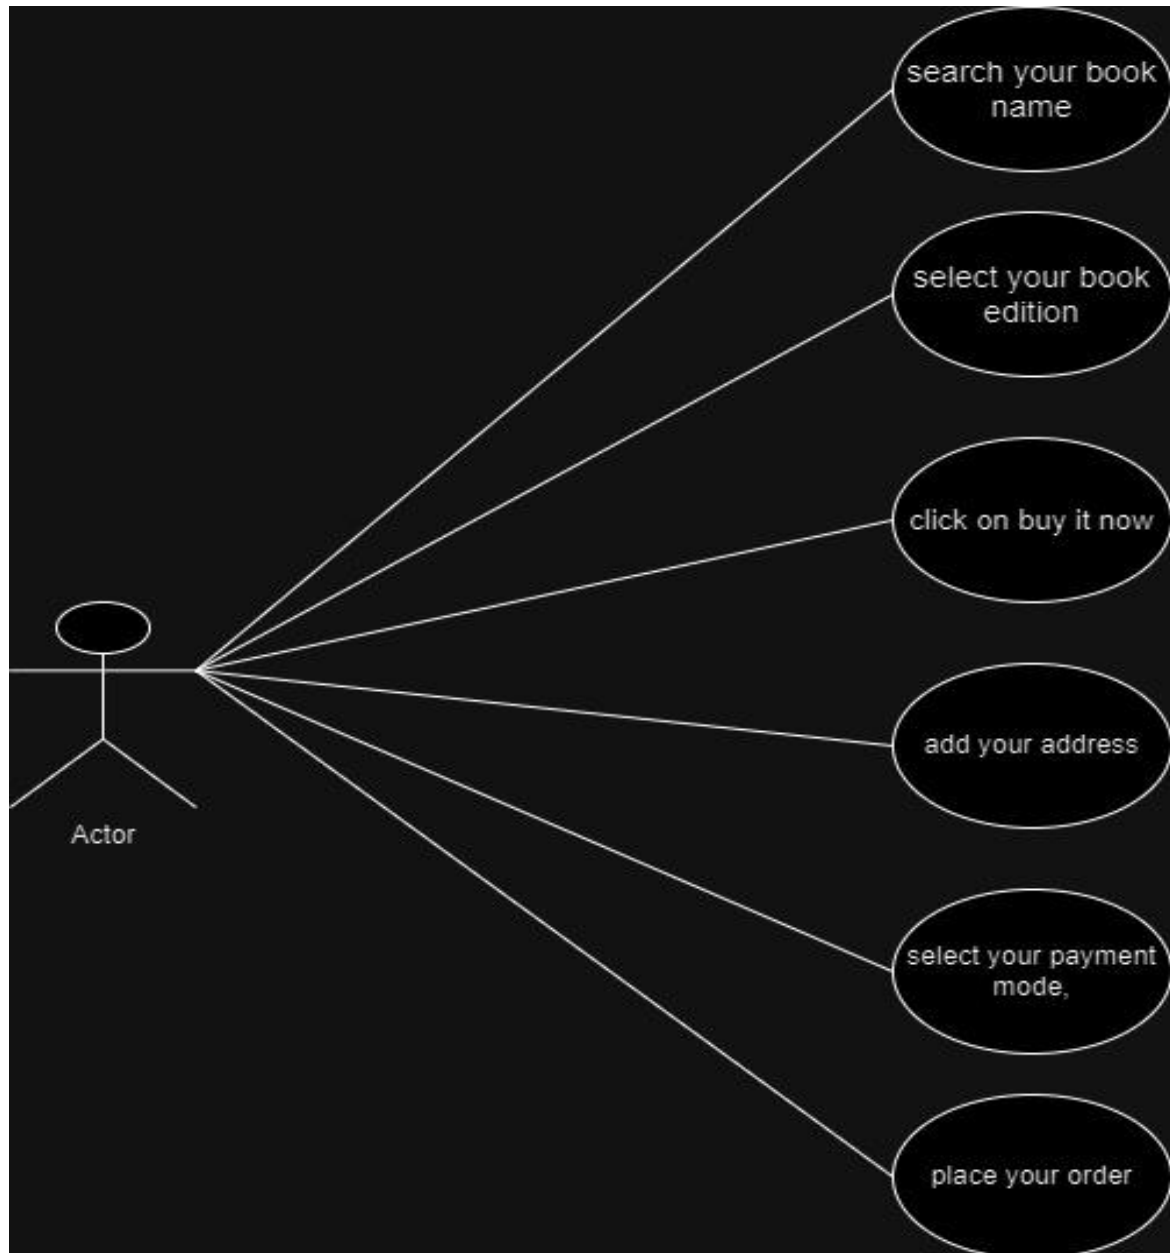 search your book
name
select your book
edition
click on buy it now
add your address
Actor
select your payment
mode,
place your order